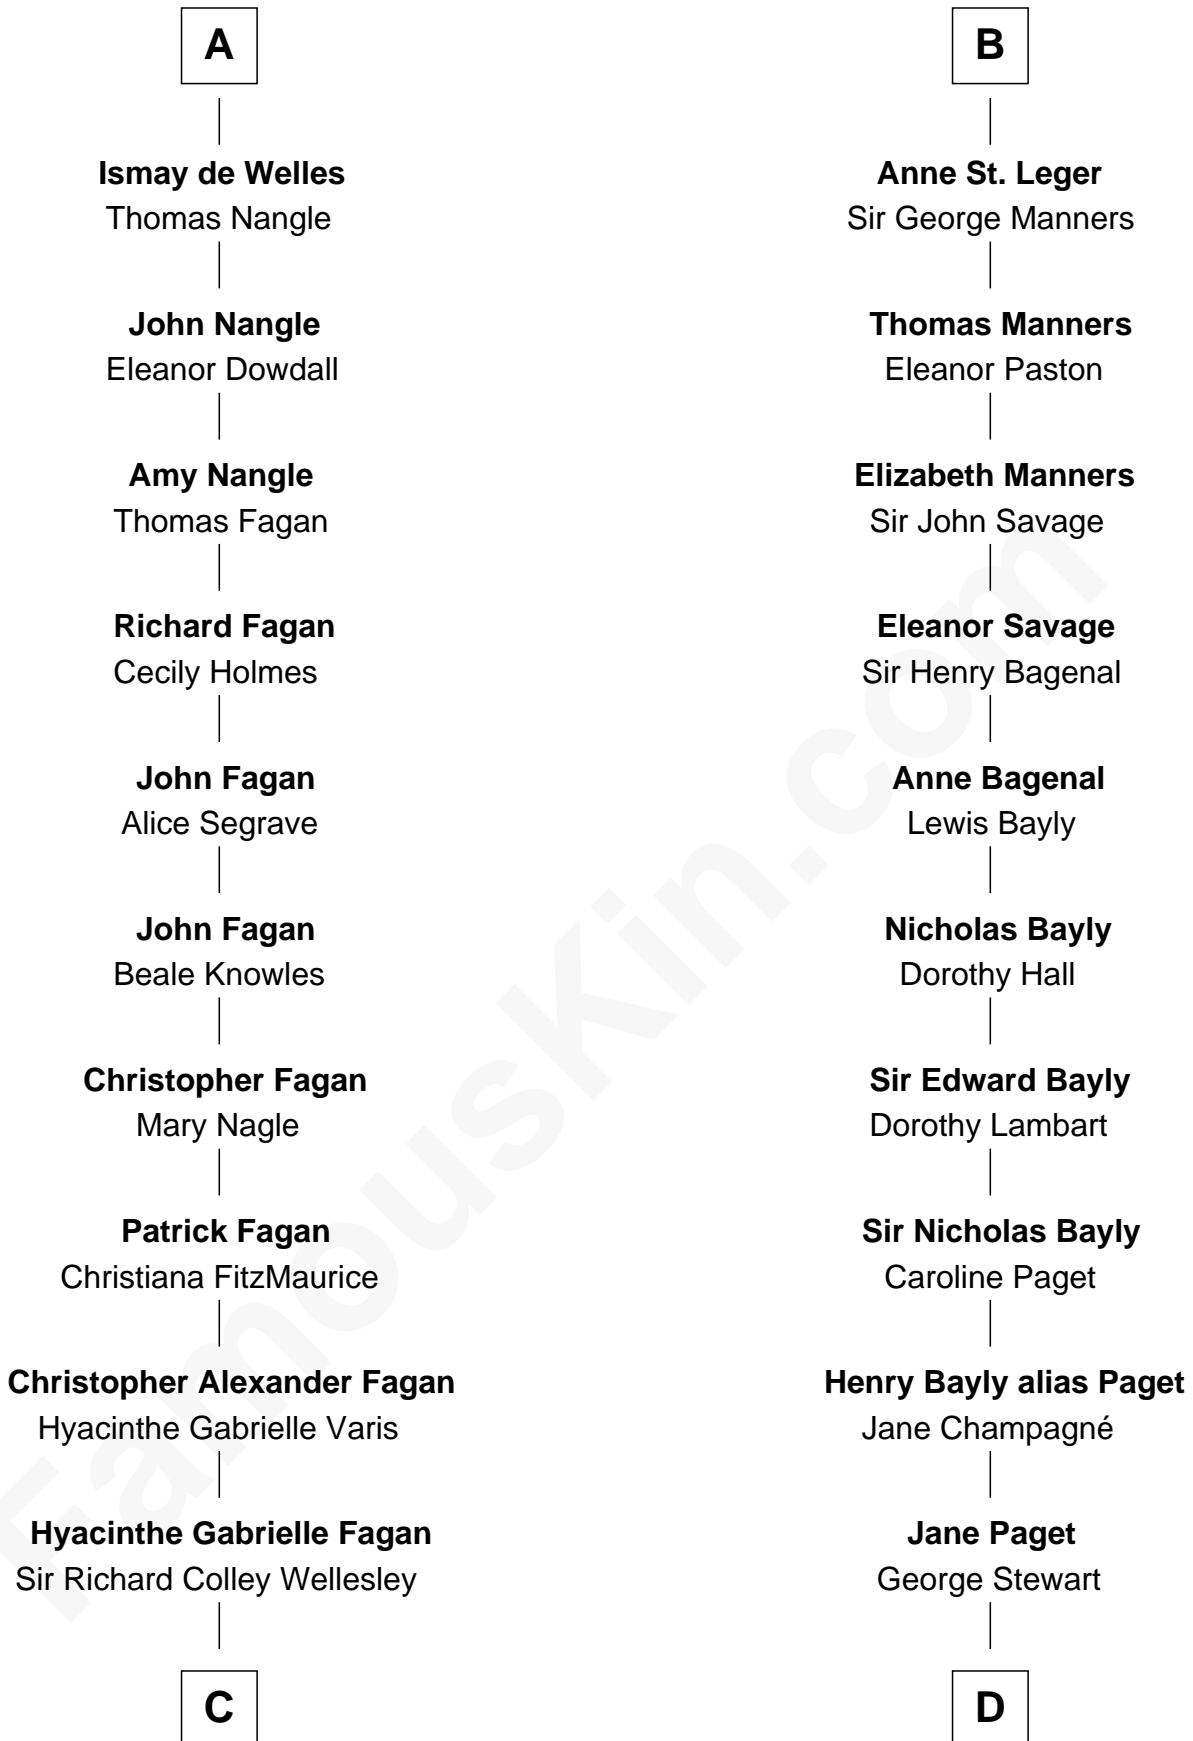 A
Ismay de Welles
Thomas Nangle
John Nangle
Eleanor Dowdall
Amy Nangle
Thomas Fagan
Richard Fagan
Cecily Holmes
John Fagan
Alice Segrave
John Fagan
Beale Knowles
Christopher Fagan
Mary Nagle
Patrick Fagan
Christiana FitzMaurice
Christopher Alexander Fagan
Hyacinthe Gabrielle Varis
Hyacinthe Gabrielle Fagan
Sir Richard Colley Wellesley
C
B
Anne St. Leger
Sir George Manners
Thomas Manners
Eleanor Paston
Elizabeth Manners
Sir John Savage
Eleanor Savage
Sir Henry Bagenal
Anne Bagenal
Lewis Bayly
Nicholas Bayly
Dorothy Hall
Sir Edward Bayly
Dorothy Lambart
Sir Nicholas Bayly
Caroline Paget
Henry Bayly alias Paget
Jane Champagné
Jane Paget
George Stewart
D
FamousKin.com